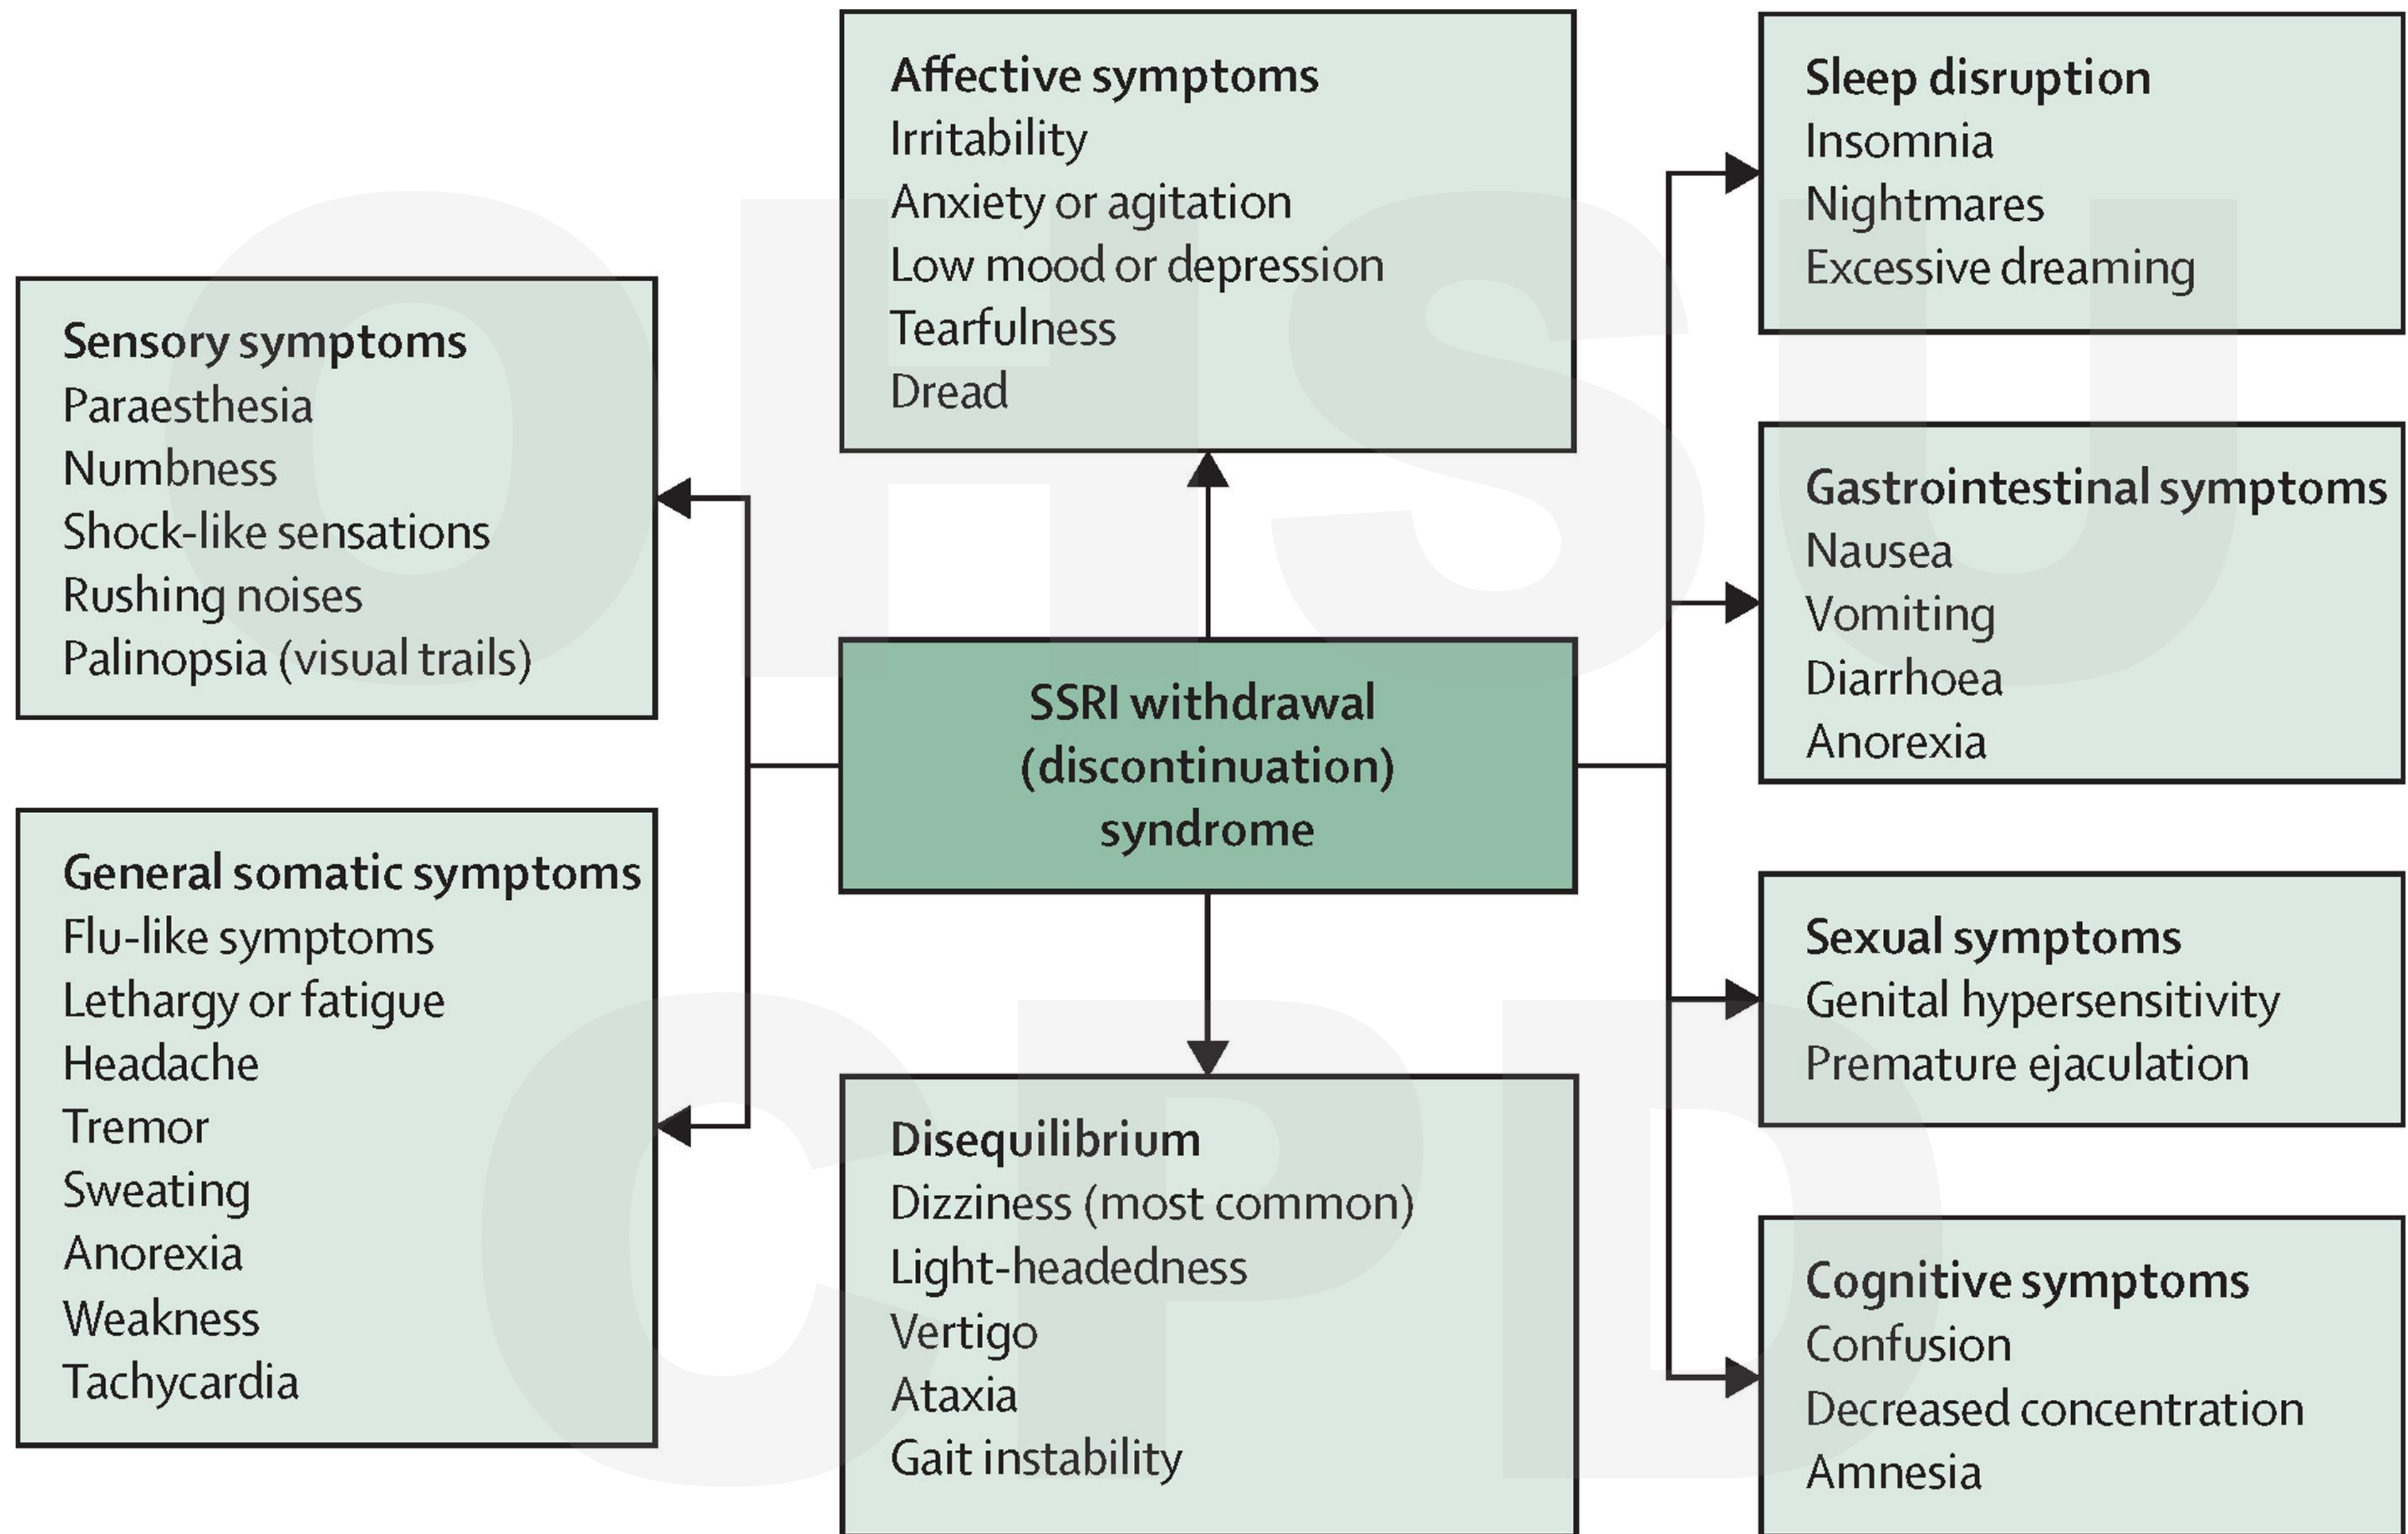 Affective symptoms
Irritability
Anxiety or agitation
Low mood or depression
Tearfulness
Dread
Sleep disruption
Insomnia
Nightmares
Excessive dreaming
Sensory symptoms
Paraesthesia
Numbness
Shock-like sensations
Rushing noises
Palinopsia (visual trails)
Gastrointestinal symptoms
Nausea
Vomiting
Diarrhoea
Anorexia
SSRI withdrawal
(discontinuation)
syndrome
General somatic symptoms
Flu-like symptoms
Lethargy or fatigue
Headache
Tremor
Sweating
Anorexia
Weakness
Tachycardia
Sexual symptoms
Genital hypersensitivity
Premature ejaculation
Disequilibrium
Dizziness (most common)
Light-headedness
Vertigo
Ataxia
Gait instability
Cognitive symptoms
Confusion
Decreased concentration
Amnesia
OHSU
CPD